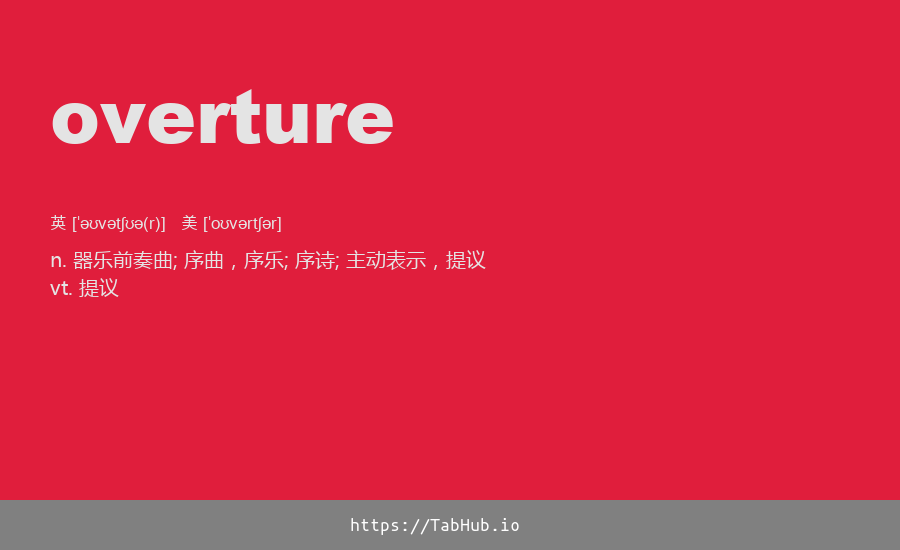 overture
英 [ˈəʊvətʃʊə(r)] 美 [ˈoʊvərtʃər]
n. 器乐前奏曲; 序曲，序乐; 序诗; 主动表示，提议
vt. 提议
https://TabHub.io